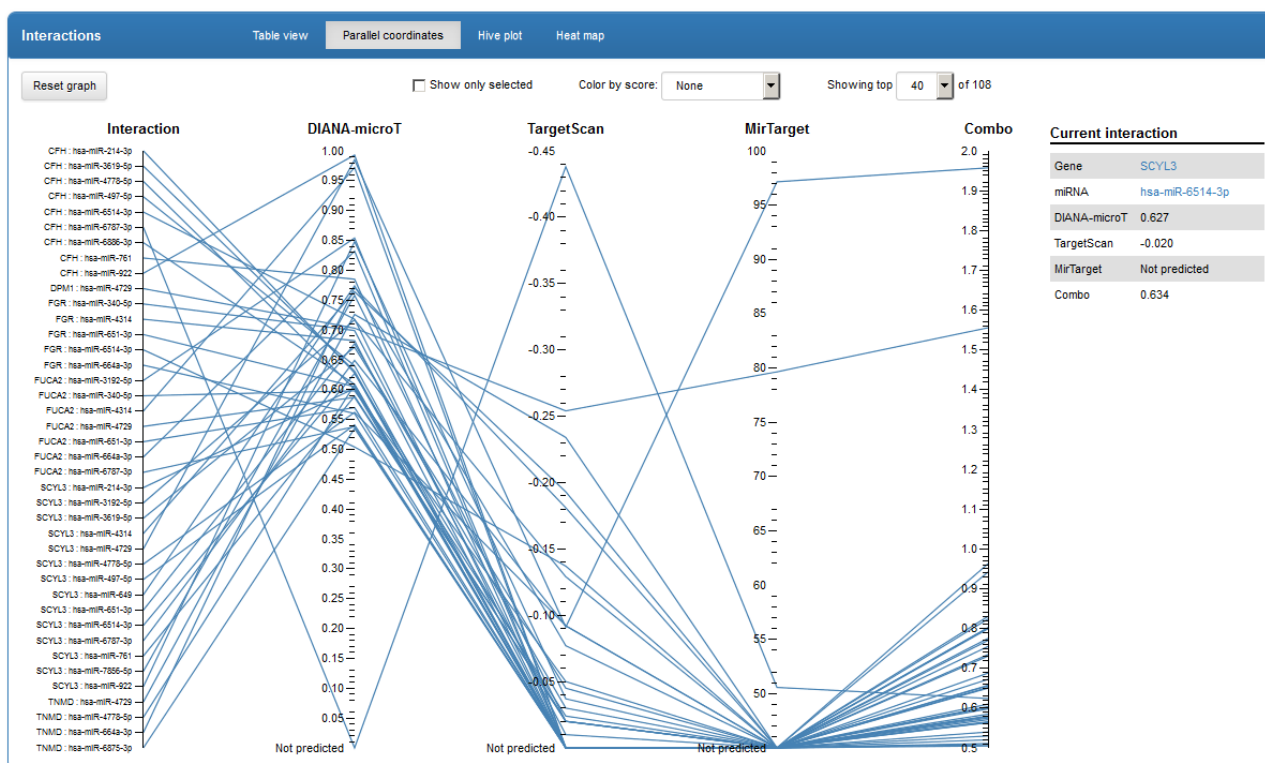 Interactions Table view Parallel coordinates Hive plot Heat map
Reset graph Show only selected Color by score: None Showing top 40 of 108
Interaction DIANA-microT TargetScan MirTarget Combo
CFH : hsa-miR-214-3p
CFH : hsa-miR-3619-5p
CFH : hsa-miR-4778-5p
CFH : hsa-miR-497-5p
CFH : hsa-miR-6514-3p
CFH : hsa-miR-6787-3p
CFH : hsa-miR-6886-3p
CFH : hsa-miR-761
CFH : hsa-miR-922
DPM1 : hsa-miR-4729
FGR : hsa-miR-340-5p
FGR : hsa-miR-4314
FGR : hsa-miR-651-3p
FGR : hsa-miR-6514-3p
FGR : hsa-miR-664a-3p
FUCA2 : hsa-miR-3192-5p
FUCA2 : hsa-miR-340-5p
FUCA2 : hsa-miR-4314
FUCA2 : hsa-miR-4729
FUCA2 : hsa-miR-651-3p
FUCA2 : hsa-miR-664a-3p
FUCA2 : hsa-miR-6787-3p
SCYL3 : hsa-miR-214-3p
SCYL3 : hsa-miR-3192-5p
SCYL3 : hsa-miR-3619-5p
SCYL3 : hsa-miR-4314
SCYL3 : hsa-miR-4729
SCYL3 : hsa-miR-4778-5p
SCYL3 : hsa-miR-497-5p
SCYL3 : hsa-miR-649
SCYL3 : hsa-miR-651-3p
SCYL3 : hsa-miR-6514-3p
SCYL3 : hsa-miR-6787-3p
SCYL3 : hsa-miR-761
SCYL3 : hsa-miR-7856-5p
SCYL3 : hsa-miR-922
TNMD : hsa-miR-4729
TNMD : hsa-miR-4778-5p
TNMD : hsa-miR-664a-3p
TNMD : hsa-miR-6875-3p
1.00
0.95
0.90
0.85
0.80
0.75
0.70
0.65
0.60
0.55
0.50
0.45
0.40
0.35
0.30
0.25
0.20
0.15
0.10
0.05
Not predicted
-0.45
-0.40
-0.35
-0.30
-0.25
-0.20
-0.15
-0.10
-0.05
Not predicted
100
95
90
85
80
75
70
65
60
55
50
Not predicted
2.0
1.9
1.8
1.7
1.6
1.5
1.4
1.3
1.2
1.1
1.0
0.9
0.8
0.7
0.6
0.5
Current interaction
Gene SCYL3
miRNA hsa-miR-6514-3p
DIANA-microT 0.627
TargetScan -0.020
MirTarget Not predicted
Combo 0.634